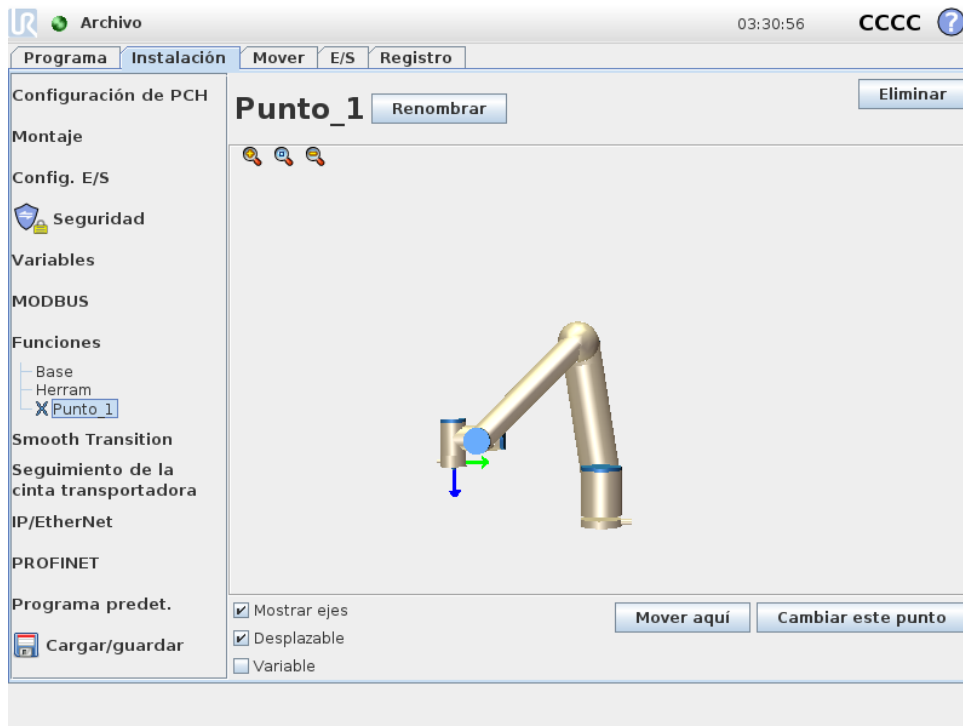 UR Archivo 03:30:56 CCCC ?
Programa Instalación Mover E/S Registro
Configuración de PCH
Montaje
Config. E/S
Seguridad
Variables
MODBUS
Funciones
Base
Herram
Punto_1
Smooth Transition
Seguimiento de la
cinta transportadora
IP/EtherNet
PROFINET
Programa predet.
Cargar/guardar
Punto_1 Renombrar Eliminar
Mostrar ejes
Desplazable
Variable
Mover aquí Cambiar este punto